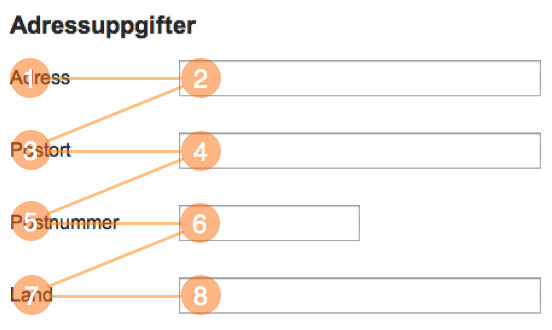 Adressuppgifter
Adress 1 2
Postort 3 4
Postnummer 5 6
Land 7 8